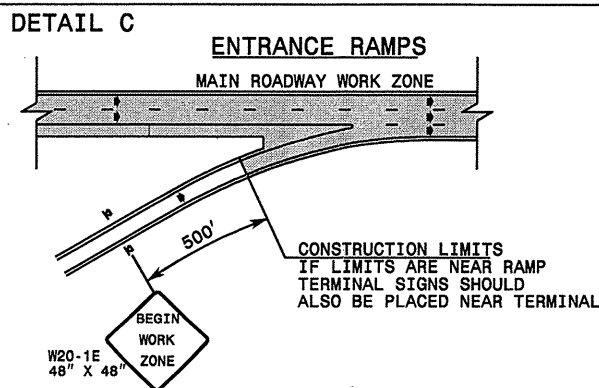 DETAIL C
ENTRANCE RAMPS
MAIN ROADWAY WORK ZONE
500'
CONSTRUCTION LIMITS
IF LIMITS ARE NEAR RAMP
TERMINAL SIGNS SHOULD
ALSO BE PLACED NEAR TERMINAL
BEGIN
WORK
ZONE
W20-1E
48" X 48"